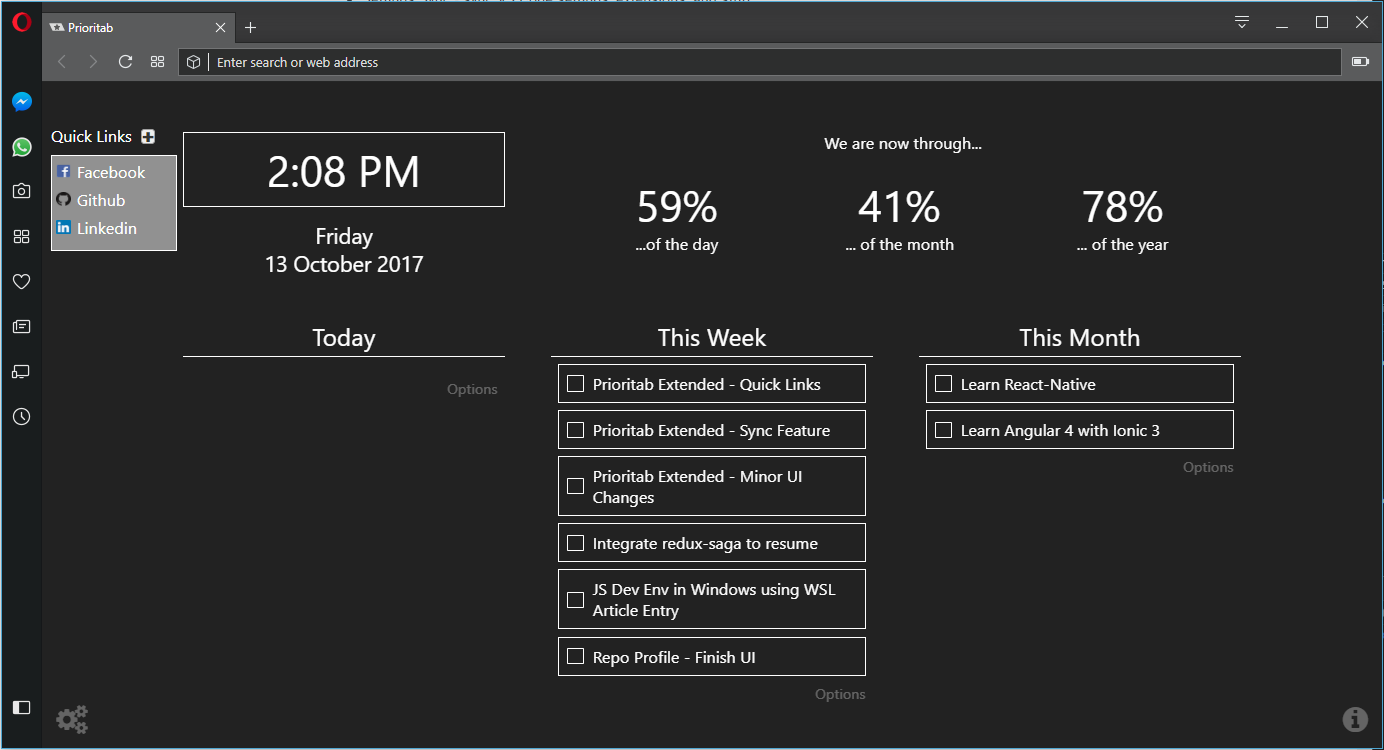 Prioritab
Enter search or web address
Quick Links
Facebook
Github
Linkedin
2:08 PM
Friday
13 October 2017
We are now through...
59%
...of the day
41%
... of the month
78%
... of the year
Today
Options
This Week
Prioritab Extended - Quick Links
Prioritab Extended - Sync Feature
Prioritab Extended - Minor UI
Changes
Integrate redux-saga to resume
JS Dev Env in Windows using WSL
Article Entry
Repo Profile - Finish UI
Options
This Month
Learn React-Native
Learn Angular 4 with Ionic 3
Options